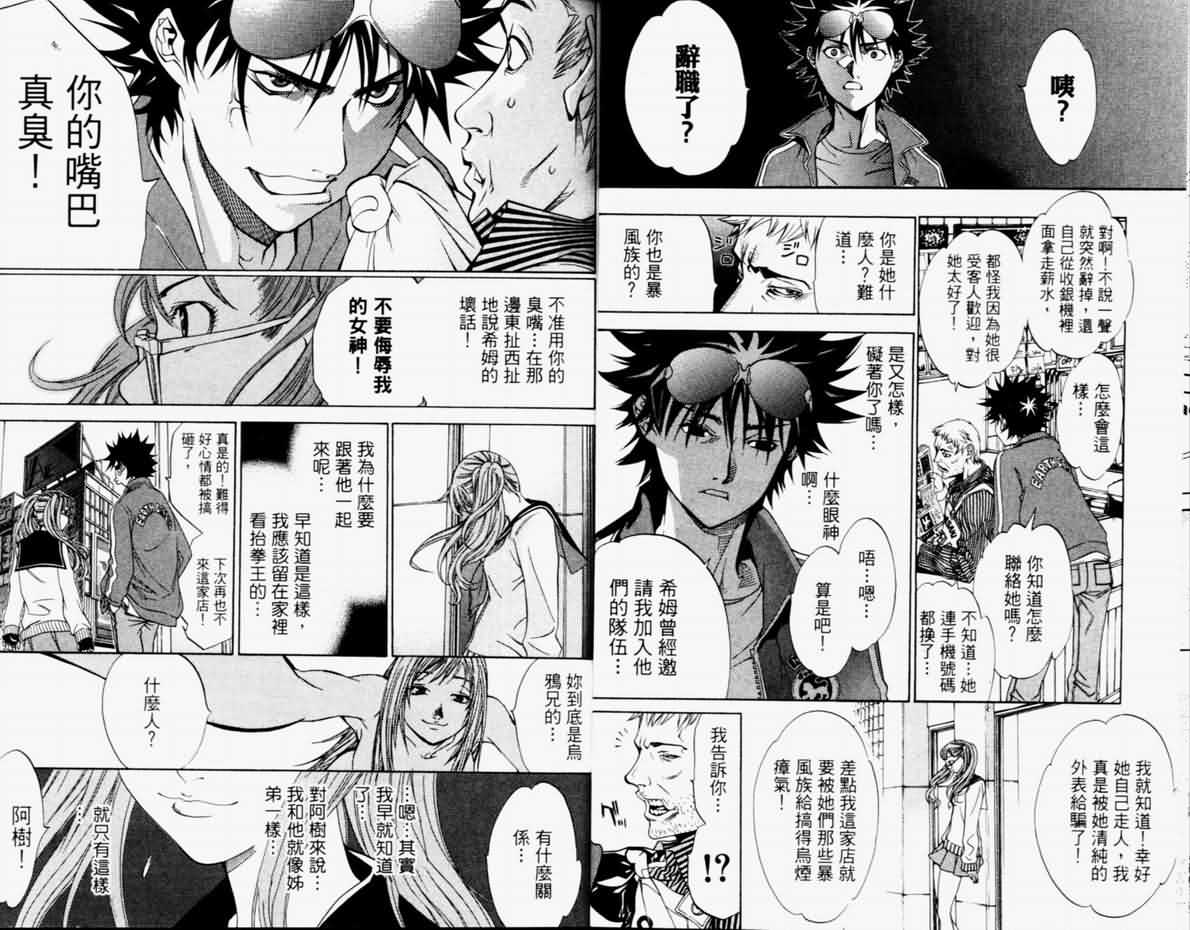 咦？
辭職了？
對啊！不說一聲
就突然辭掉，還
自己從收銀機裡
面拿走薪水，
都怪我因為她很
受客人歡迎，對
她太好了！
怎麼會這
樣…
你知道怎麼
聯絡她嗎？
不知道…她
連手機號碼
都換了…
你是她什
麼人？難
道…
你也是暴
風族的？
ジロ
ジロ
是又怎樣，
礙著你了嗎…
什麼眼神
啊…
唔…嗯…
算是吧！
希姆曾經邀
請我加入他
們的隊伍…
我就知道！幸好
她自己走人，我
真是被她清純的
外表給騙了！
差點我這家店就
要被她們那些暴
風族給搞得烏煙
瘴氣！
我告訴你…
!?
你的嘴巴
真臭！
不准用你的
臭嘴…在那
邊東扯西扯
地說希姆的
壞話！
不要侮辱我
的女神！
我為什麼要
跟著他一起
來呢…
早知道是這樣，
我應該留在家裡
看抬拳王的…
真是的！難得
好心情都被搞
砸了，
下次再也不
來這家店！
妳到底是烏
鴉兄的…
什麼人？
有什麼關
係…
…嗯…其實
我早就知道
了…
對阿樹來說…
我和他就像姊
弟一樣…
…就只有這樣
阿樹！